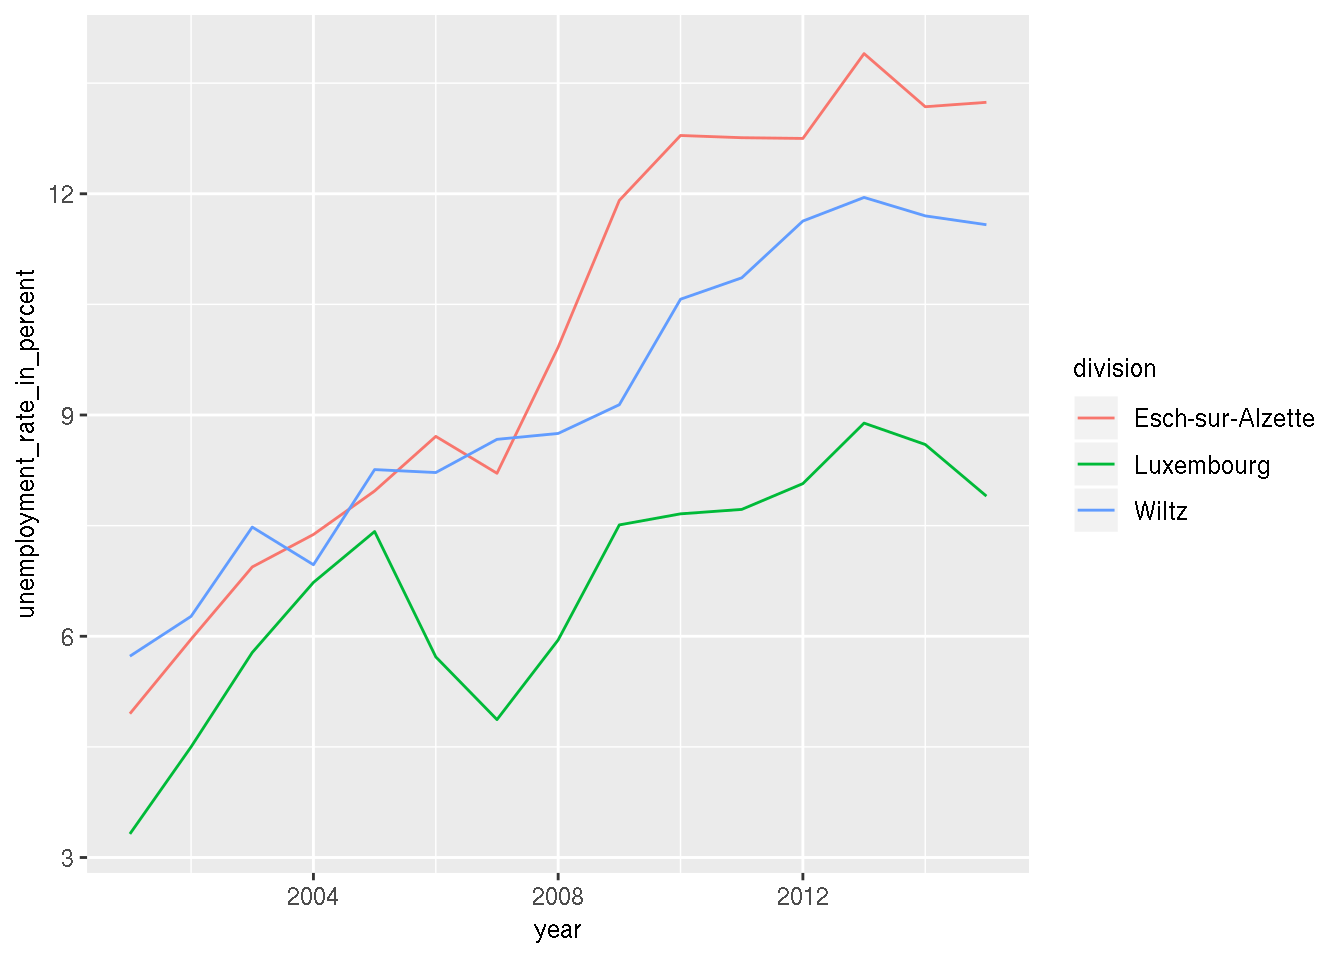 unemployment_rate_in_percent
12
9
6
3
2004
2008
2012
year
division
Esch-sur-Alzette
Luxembourg
Wiltz